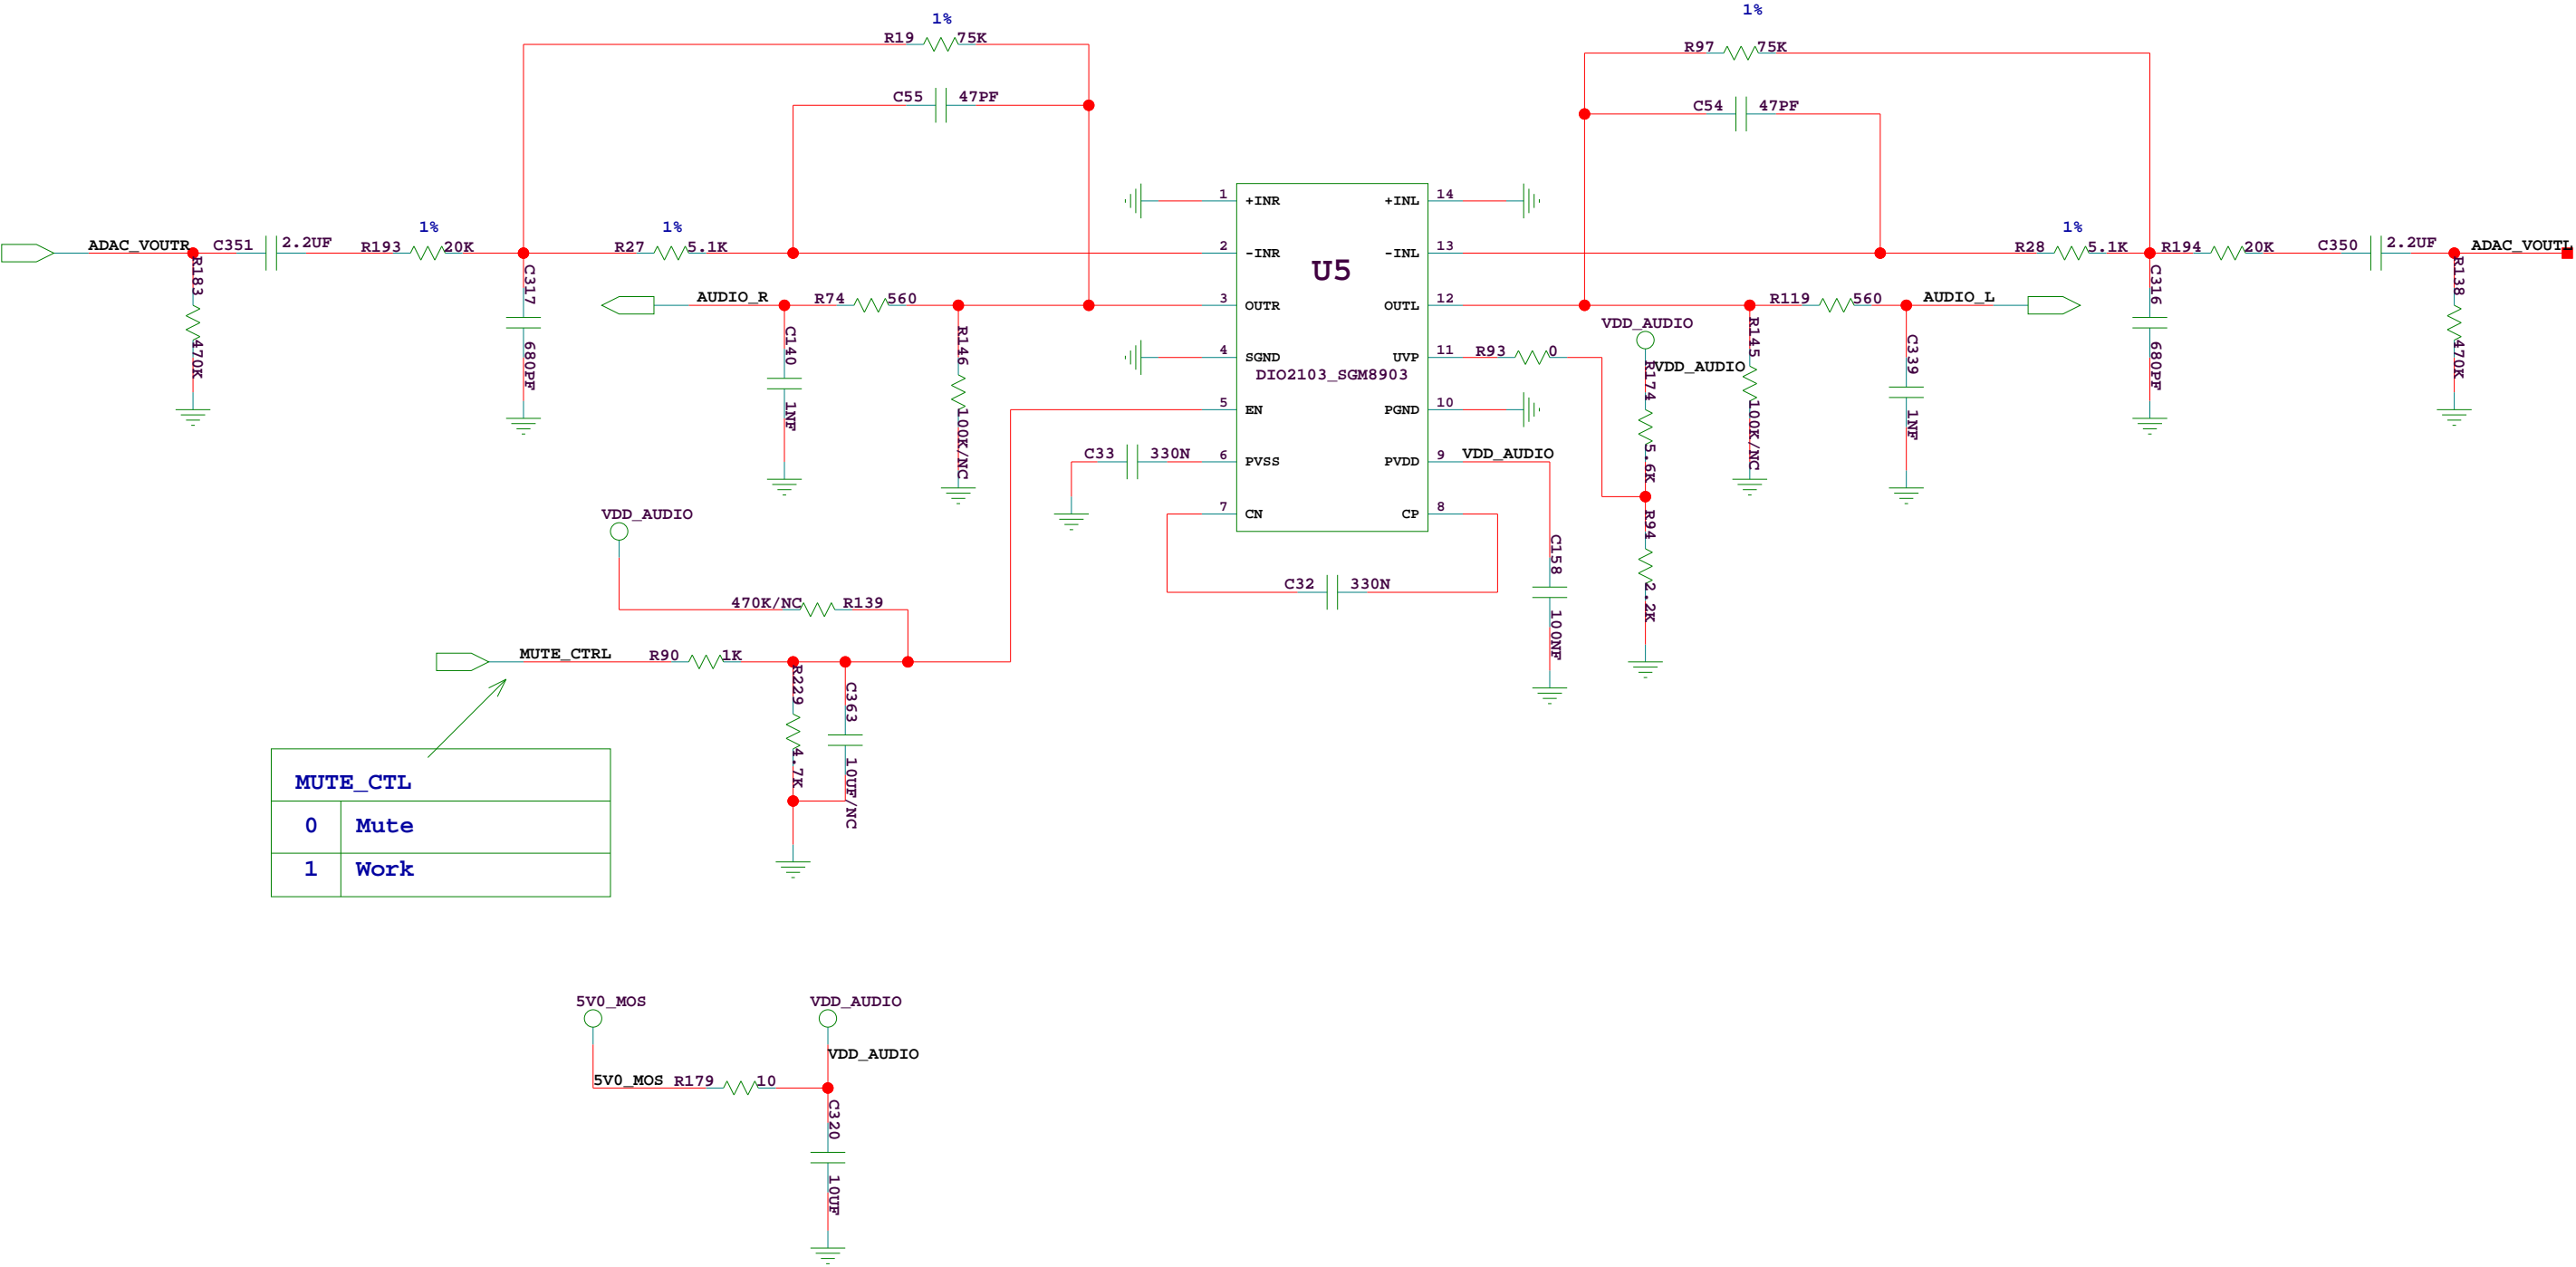 1%
R19 75K
C55 47PF
1%
R97 75K
C54 47PF
ADAC_VOUTR
C351 2.2UF
1%
R193 20K
1%
R27 5.1K
R183 470K
C317 680PF
AUDIO_R
R74 560
C140 1NF
R146 100K/NC
1 +INR
2 -INR
3 OUTR
4 SGND
5 EN
6 PVSS
7 CN
U5
DIO2103_SGM8903
+INL 14
-INL 13
OUTL 12
UVP 11
PGND 10
PVDD 9
CP 8
C33 330N
C32 330N
VDD_AUDIO
C158 100NF
R93 0
VDD_AUDIO
VDD_AUDIO
R174 5.6K
R94 2.2K
R145 100K/NC
R119 560
AUDIO_L
C339 1NF
1%
R28 5.1K
R194 20K
C350 2.2UF
ADAC_VOUTL
C316 680PF
R138 470K
VDD_AUDIO
470K/NC R139
MUTE_CTRL
R90 1K
R229 4.7K
C363 10UF/NC
MUTE_CTL
0 Mute
1 Work
5V0_MOS
VDD_AUDIO
VDD_AUDIO
5V0_MOS R179 10
C320 10UF